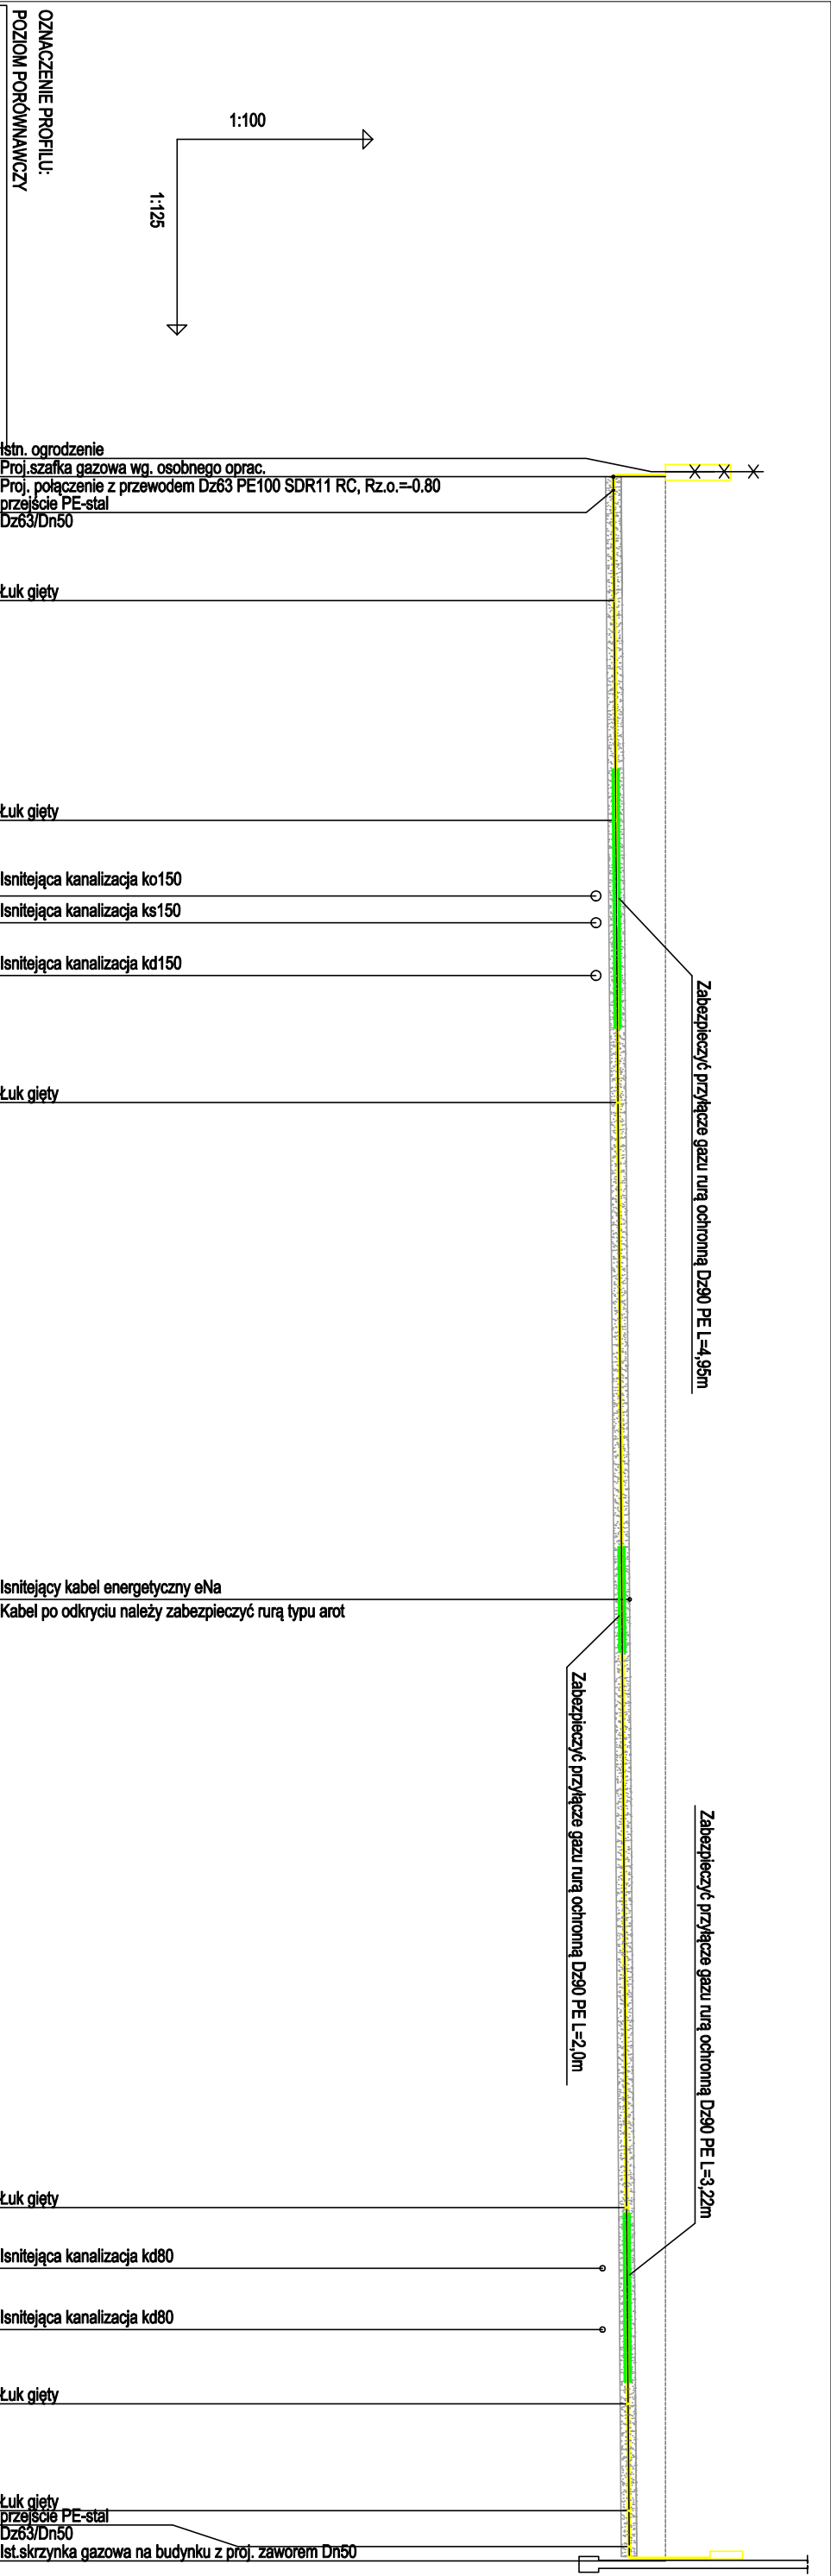 OZNACZENIE PROFILU:
POZIOM PORÓWNAWCZY
1:100
1:125
Istn. ogrodzenie
Proj.szafka gazowa wg. osobnego oprac.
Proj. połączenie z przewodem Dz63 PE100 SDR11 RC, Rz.o.=-0.80
przejście PE-stal
Dz63/Dn50
Łuk gięty
Łuk gięty
Isnitejąca kanalizacja ko150
Isnitejąca kanalizacja ks150
Isnitejąca kanalizacja kd150
Zabezpieczyć przyłącze gazu rurą ochronną Dz90 PE L=4,95m
Łuk gięty
Isnitejący kabel energetyczny eNa
Kabel po odkryciu należy zabezpieczyć rurą typu arot
Zabezpieczyć przyłącze gazu rurą ochronną Dz90 PE L=2,0m
Zabezpieczyć przyłącze gazu rurą ochronną Dz90 PE L=3,22m
Łuk gięty
Isnitejąca kanalizacja kd80
Isnitejąca kanalizacja kd80
Łuk gięty
Łuk gięty
przejście PE-stal
Dz63/Dn50
Ist.skrzynka gazowa na budynku z proj. zaworem Dn50